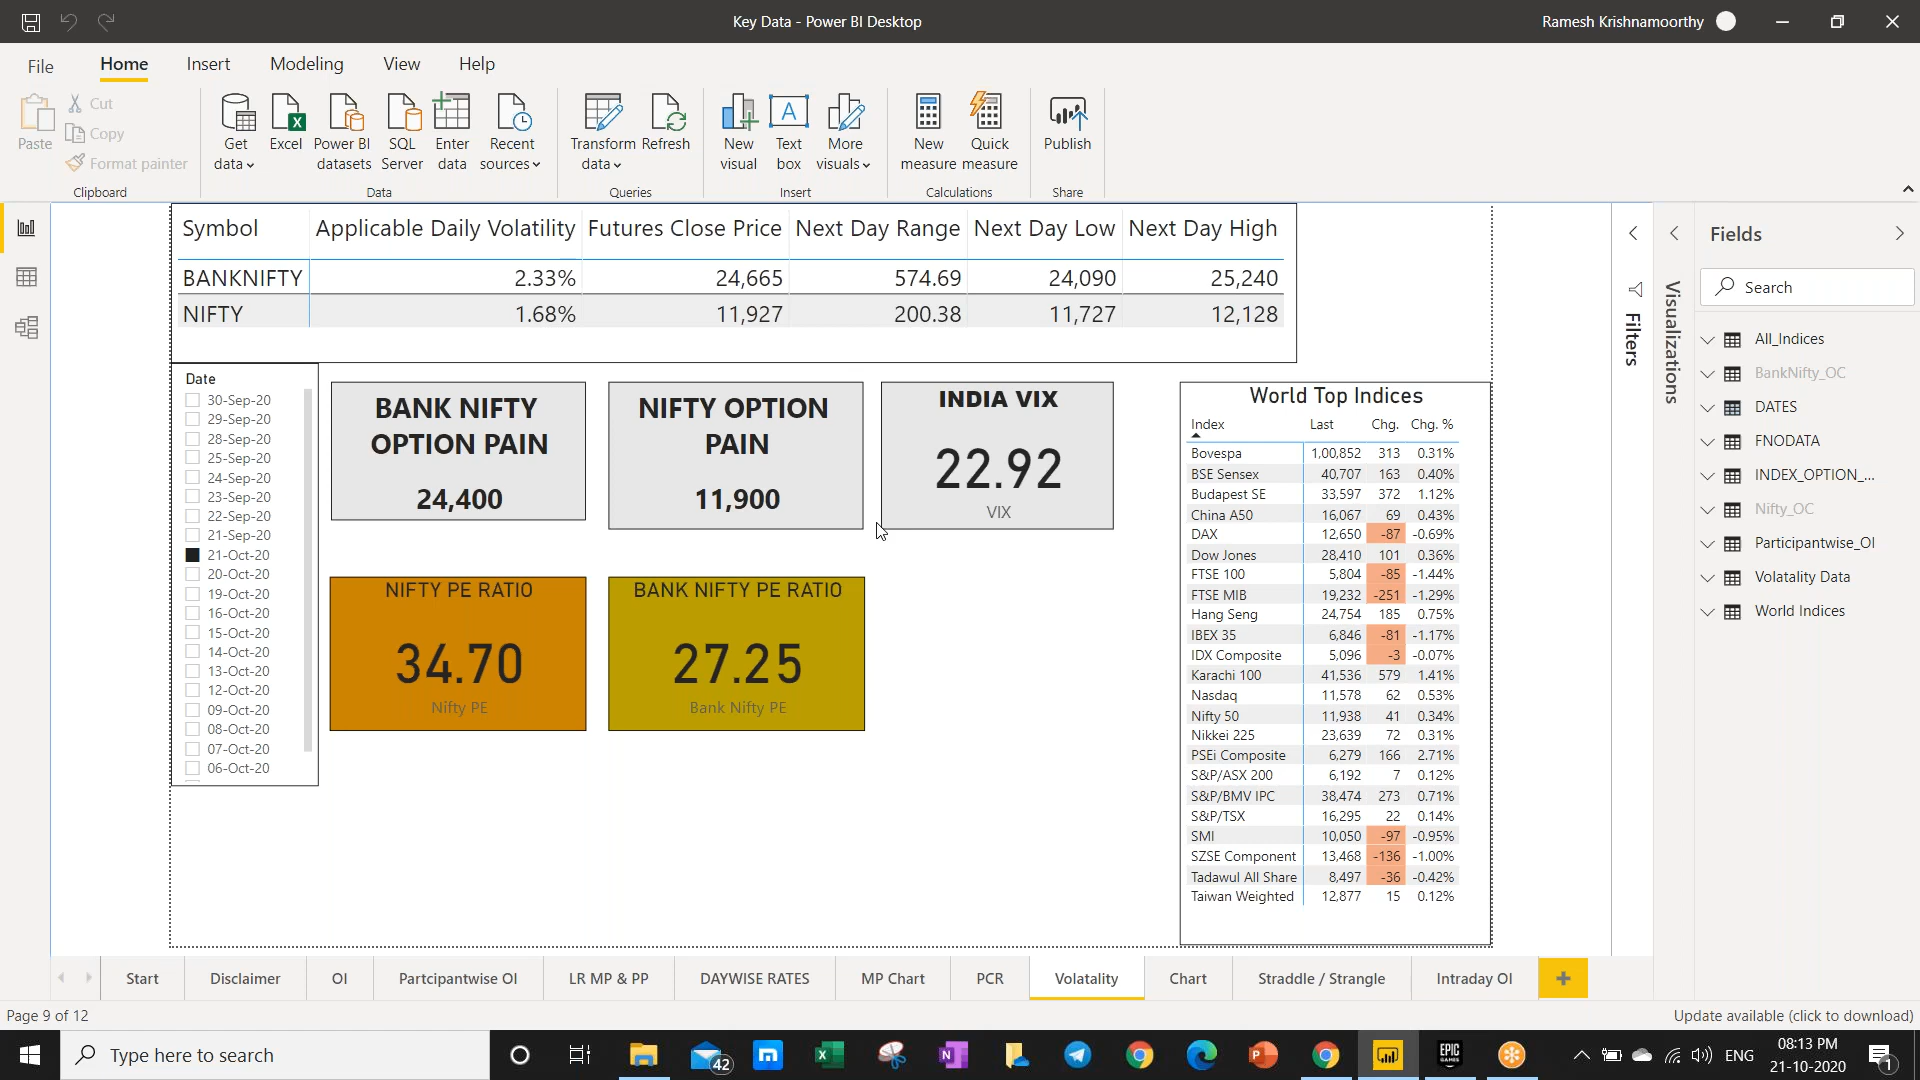 Key Data - Power BI Desktop
Ramesh Krishnamoorthy
File
Home
Insert
Modeling
View
Help
Paste
Cut
Copy
Format painter
Clipboard
Get data
Excel
Power BI datasets
SQL Server
Enter data
Recent sources
Data
Transform data
Refresh
Queries
New visual
Text box
More visuals
Insert
New measure
Quick measure
Calculations
Publish
Share
Symbol Applicable Daily Volatility Futures Close Price Next Day Range Next Day Low Next Day High
BANKNIFTY 2.33% 24,665 574.69 24,090 25,240
NIFTY 1.68% 11,927 200.38 11,727 12,128
Date
30-Sep-20
29-Sep-20
28-Sep-20
25-Sep-20
24-Sep-20
23-Sep-20
22-Sep-20
21-Sep-20
21-Oct-20
20-Oct-20
19-Oct-20
16-Oct-20
15-Oct-20
14-Oct-20
13-Oct-20
12-Oct-20
09-Oct-20
08-Oct-20
07-Oct-20
06-Oct-20
BANK NIFTY
OPTION PAIN
24,400
NIFTY OPTION
PAIN
11,900
INDIA VIX
22.92
VIX
NIFTY PE RATIO
34.70
Nifty PE
BANK NIFTY PE RATIO
27.25
Bank Nifty PE
World Top Indices
Index Last Chg. Chg. %
Bovespa 1,00,852 313 0.31%
BSE Sensex 40,707 163 0.40%
Budapest SE 33,597 372 1.12%
China A50 16,067 69 0.43%
DAX 12,650 -87 -0.69%
Dow Jones 28,410 101 0.36%
FTSE 100 5,804 -85 -1.44%
FTSE MIB 19,232 -251 -1.29%
Hang Seng 24,754 185 0.75%
IBEX 35 6,846 -81 -1.17%
IDX Composite 5,096 -3 -0.07%
Karachi 100 41,536 579 1.41%
Nasdaq 11,578 62 0.53%
Nifty 50 11,938 41 0.34%
Nikkei 225 23,639 72 0.31%
PSEi Composite 6,279 166 2.71%
S&P/ASX 200 6,192 7 0.12%
S&P/BMV IPC 38,474 273 0.71%
S&P/TSX 16,295 22 0.14%
SMI 10,050 -97 -0.95%
SZSE Component 13,468 -136 -1.00%
Tadawul All Share 8,497 -36 -0.42%
Taiwan Weighted 12,877 15 0.12%
Filters
Visualizations
Fields
Search
All_Indices
BankNifty_OC
DATES
FNODATA
INDEX_OPTION_...
Nifty_OC
Participantwise_OI
Volatality Data
World Indices
Start
Disclaimer
OI
Partcipantwise OI
LR MP & PP
DAYWISE RATES
MP Chart
PCR
Volatality
Chart
Straddle / Strangle
Intraday OI
Page 9 of 12
Update available (click to download)
Type here to search
42
EPIC GAMES
ENG
08:13 PM
21-10-2020
1